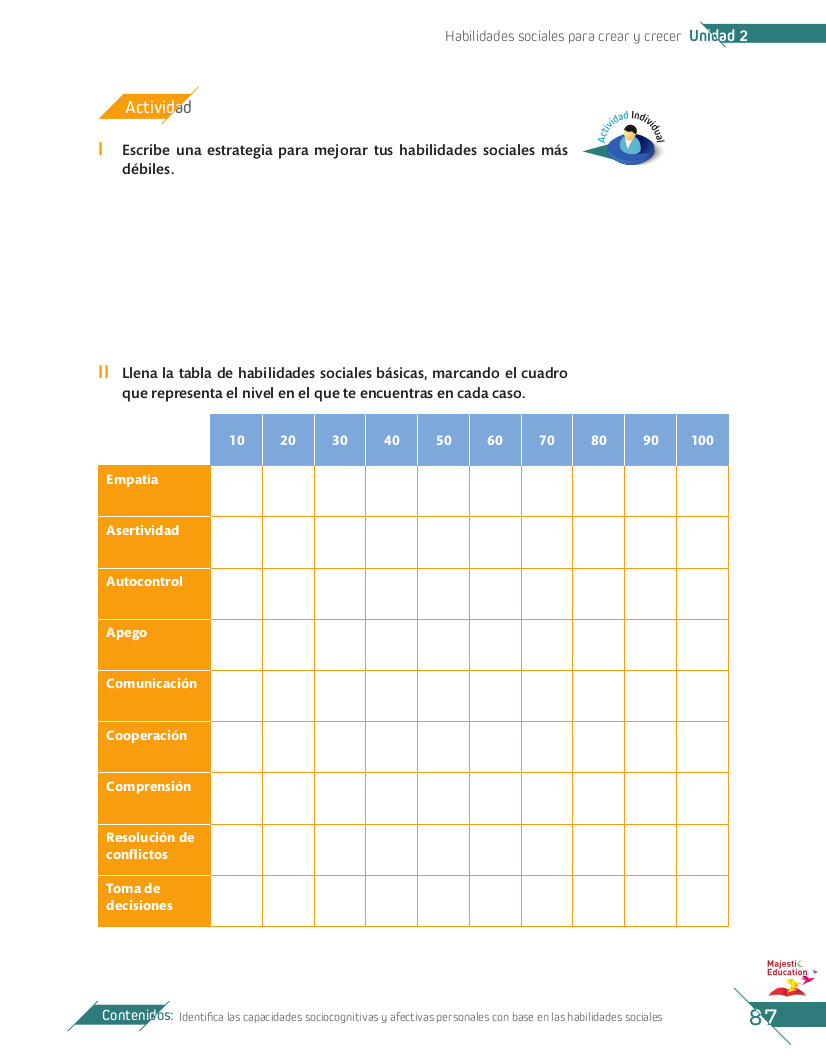 Habilidades sociales para crear y crecer Unidad 2
Actividad
Actividad Individual
I Escribe una estrategia para mejorar tus habilidades sociales más
débiles.
II Llena la tabla de habilidades sociales básicas, marcando el cuadro
que representa el nivel en el que te encuentras en cada caso.
10 20 30 40 50 60 70 80 90 100
Empatía
Asertividad
Autocontrol
Apego
Comunicación
Cooperación
Comprensión
Resolución de
conflictos
Toma de
decisiones
Majestic
Education
Contenidos: Identifica las capacidades sociocognitivas y afectivas personales con base en las habilidades sociales
87